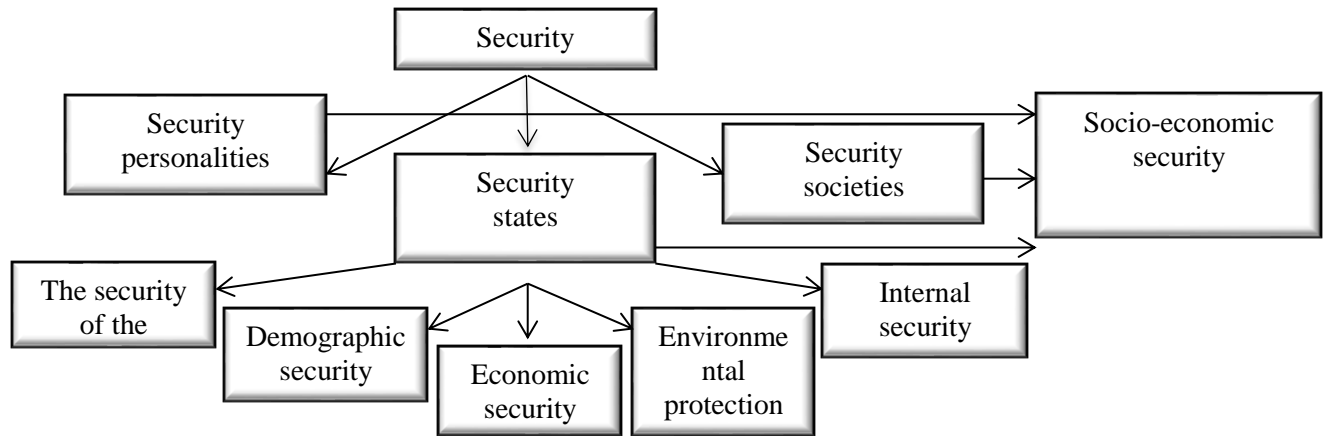 Security
Security
personalities
Security
states
Security
societies
Socio-economic
security
The security
of the
Demographic
security
Economic
security
Environme
ntal
protection
Internal
security